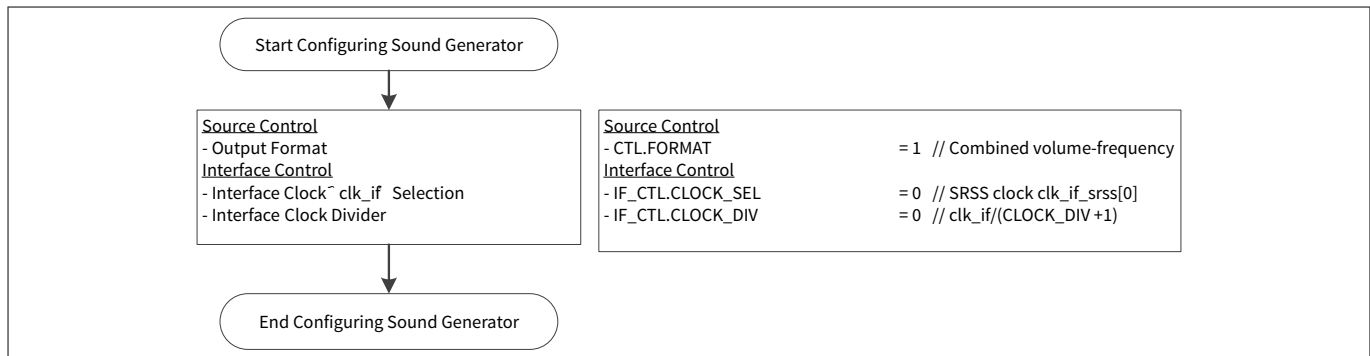 Start Configuring Sound Generator
Source Control
- Output Format
Interface Control
- Interface Clock clk_if Selection
- Interface Clock Divider
Source Control
- CTL.FORMAT = 1 // Combined volume-frequency
Interface Control
- IF_CTL.CLOCK_SEL = 0 // SRSS clock clk_if_srss[0]
- IF_CTL.CLOCK_DIV = 0 // clk_if/(CLOCK_DIV +1)
End Configuring Sound Generator